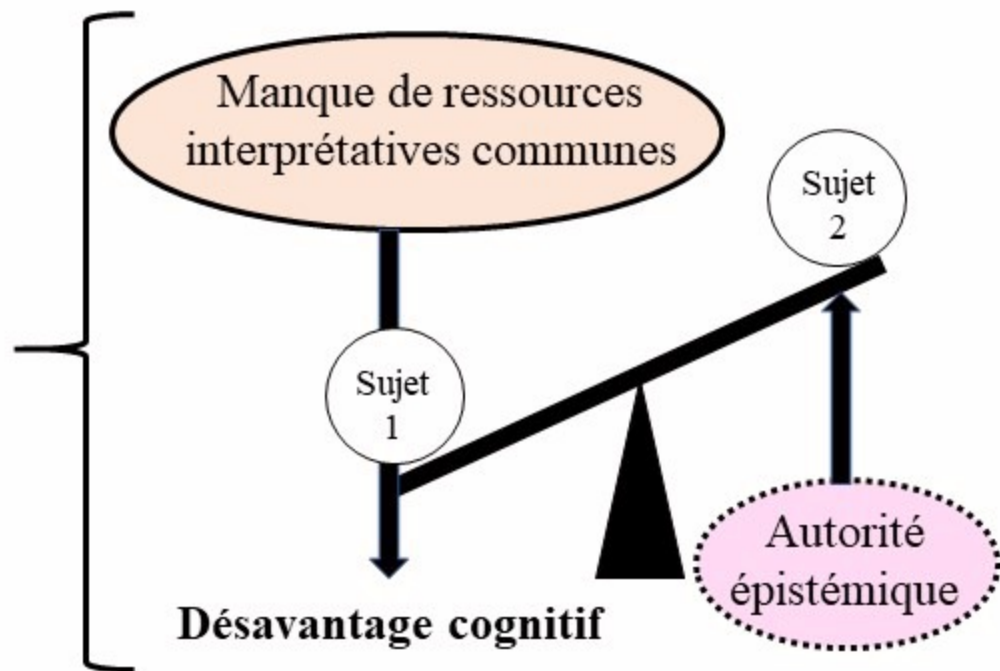 Manque de ressources
interprétatives communes
Sujet
2
Sujet
1
Autorité
épistémique
Désavantage cognitif